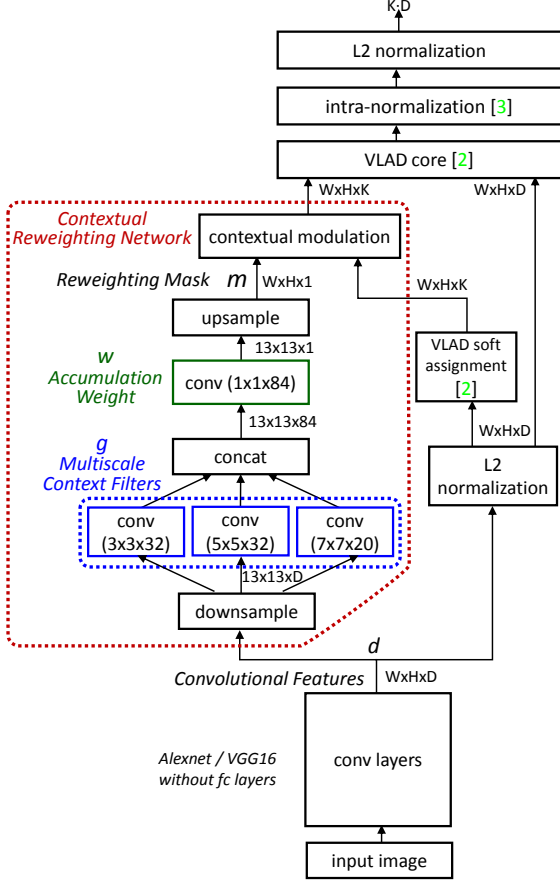 K·D
L2 normalization
intra-normalization [3]
VLAD core [2]
WxHxK
WxHxD
Contextual
Reweighting Network
contextual modulation
Reweighting Mask m
WxHx1
WxHxK
upsample
13x13x1
VLAD soft
assignment
[2]
w
Accumulation
Weight
conv (1x1x84)
13x13x84
WxHxD
g
Multiscale
Context Filters
concat
L2
normalization
conv
(3x3x32)
conv
(5x5x32)
conv
(7x7x20)
13x13xD
downsample
d
Convolutional Features
WxHxD
Alexnet / VGG16
without fc layers
conv layers
input image